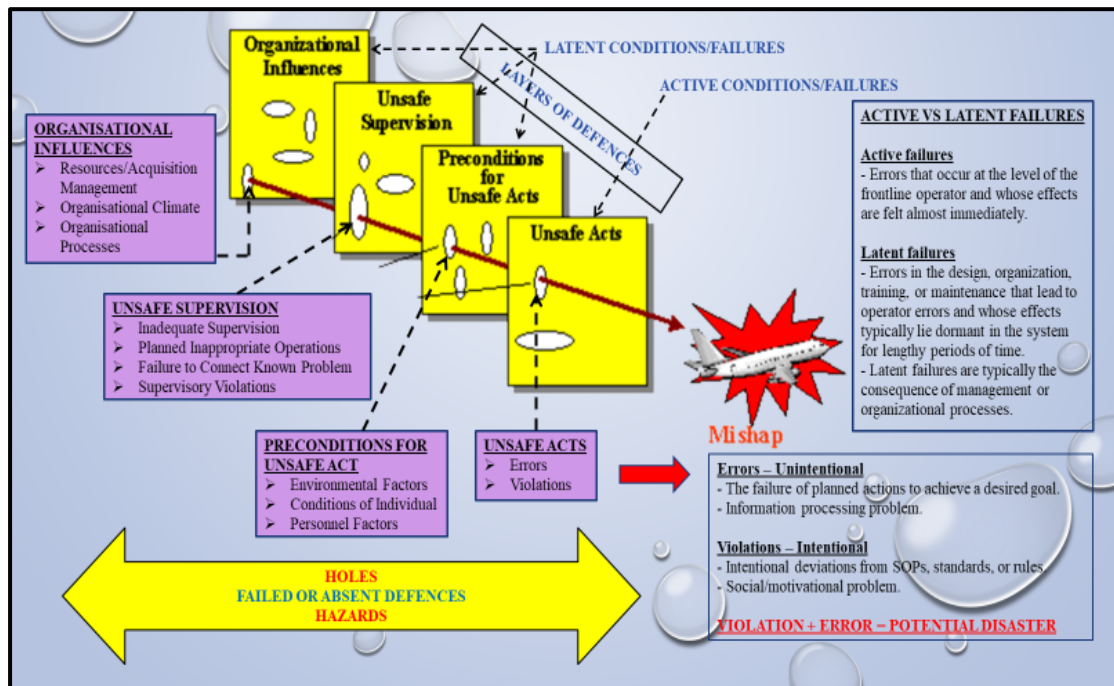 Organizational
Influences
Unsafe
Supervision
Preconditions
for
Unsafe Acts
Unsafe Acts
LATENT CONDITIONS/FAILURES
ACTIVE CONDITIONS/FAILURES
LAYERS OF DEFENCES
ORGANISATIONAL
INFLUENCES
➢ Resources/Acquisition
Management
➢ Organisational Climate
➢ Organisational
Processes
UNSAFE SUPERVISION
➢ Inadequate Supervision
➢ Planned Inappropriate Operations
➢ Failure to Connect Known Problem
➢ Supervisory Violations
PRECONDITIONS FOR
UNSAFE ACT
➢ Environmental Factors
➢ Conditions of Individual
➢ Personnel Factors
UNSAFE ACTS
➢ Errors
➢ Violations
Mishap
ACTIVE VS LATENT FAILURES
Active failures
- Errors that occur at the level of the
frontline operator and whose effects
are felt almost immediately.
Latent failures
- Errors in the design, organization,
training, or maintenance that lead to
operator errors and whose effects
typically lie dormant in the system
for lengthy periods of time.
- Latent failures are typically the
consequence of management or
organizational processes.
Errors – Unintentional
- The failure of planned actions to achieve a desired goal.
- Information processing problem.
Violations – Intentional
- Intentional deviations from SOPs, standards, or rules.
- Social/motivational problem.
VIOLATION + ERROR = POTENTIAL DISASTER
HOLES
FAILED OR ABSENT DEFENCES
HAZARDS